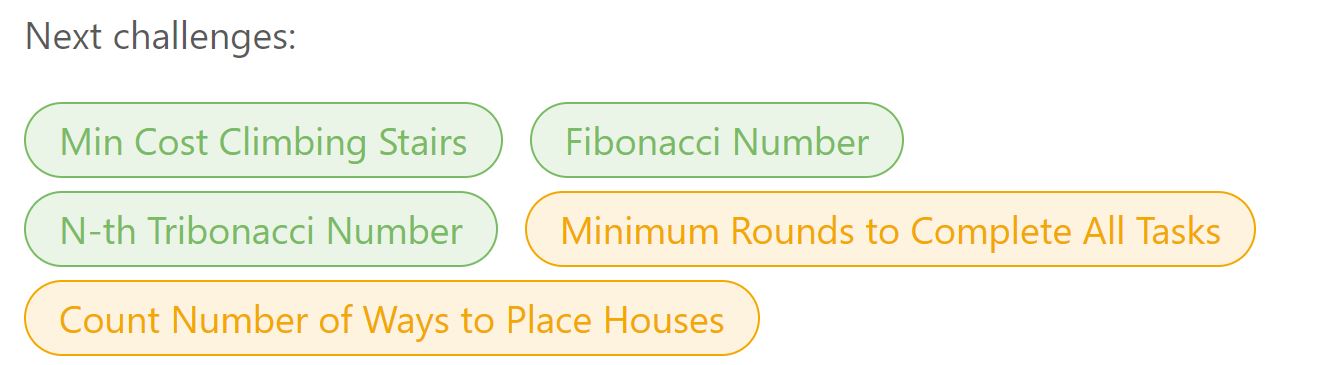 Next challenges:
Min Cost Climbing Stairs Fibonacci Number
N-th Tribonacci Number Minimum Rounds to Complete All Tasks
Count Number of Ways to Place Houses